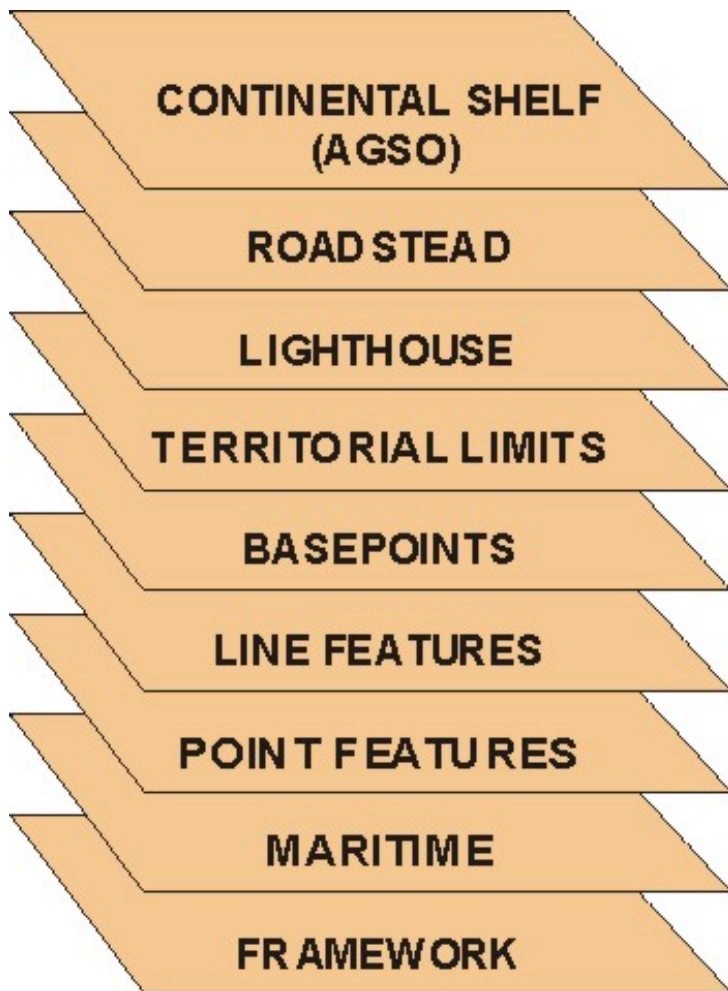 CONTINENTAL SHELF
(AGSO)
ROADSTEAD
LIGHTHOUSE
TERRITORIAL LIMITS
BASEPOINTS
LINE FEATURES
POINT FEATURES
MARITIME
FRAMEWORK